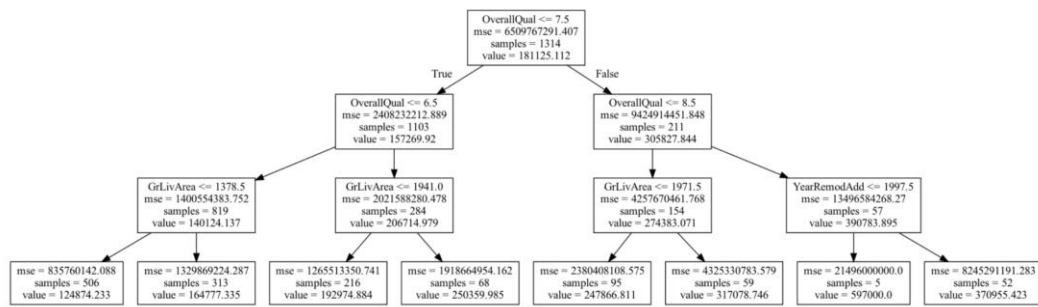 OverallQual <= 7.5
mse = 6509767291.407
samples = 1314
value = 181125.112
True
False
OverallQual <= 6.5
mse = 2408232212.889
samples = 1103
value = 157269.92
OverallQual <= 8.5
mse = 9424914451.848
samples = 211
value = 305827.844
GrLivArea <= 1378.5
mse = 1400554383.752
samples = 819
value = 140124.137
GrLivArea <= 1941.0
mse = 2021588280.478
samples = 284
value = 206714.979
GrLivArea <= 1971.5
mse = 4257670461.768
samples = 154
value = 274383.071
YearRemodAdd <= 1997.5
mse = 13496584268.27
samples = 57
value = 390783.895
mse = 835760142.088
samples = 506
value = 124874.233
mse = 1329869224.287
samples = 313
value = 164777.335
mse = 1265513350.741
samples = 216
value = 192974.884
mse = 1918664954.162
samples = 68
value = 250359.985
mse = 2380408108.575
samples = 95
value = 247866.811
mse = 4325330783.579
samples = 59
value = 317078.746
mse = 21496000000.0
samples = 5
value = 597000.0
mse = 8245291191.283
samples = 52
value = 370955.423